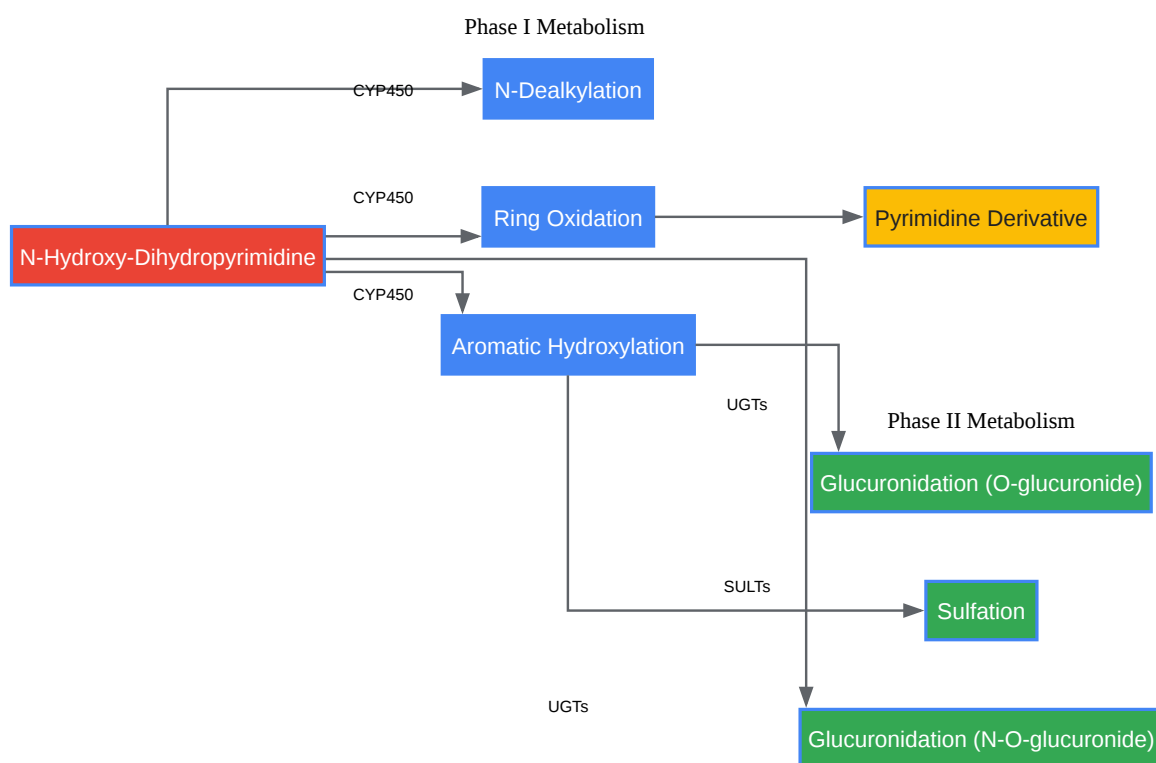 Phase I Metabolism
CYP450
N-Dealkylation
CYP450
Ring Oxidation
Pyrimidine Derivative
N-Hydroxy-Dihydropyrimidine
CYP450
Aromatic Hydroxylation
UGTs
Phase II Metabolism
Glucuronidation (O-glucuronide)
SULTs
Sulfation
UGTs
Glucuronidation (N-O-glucuronide)